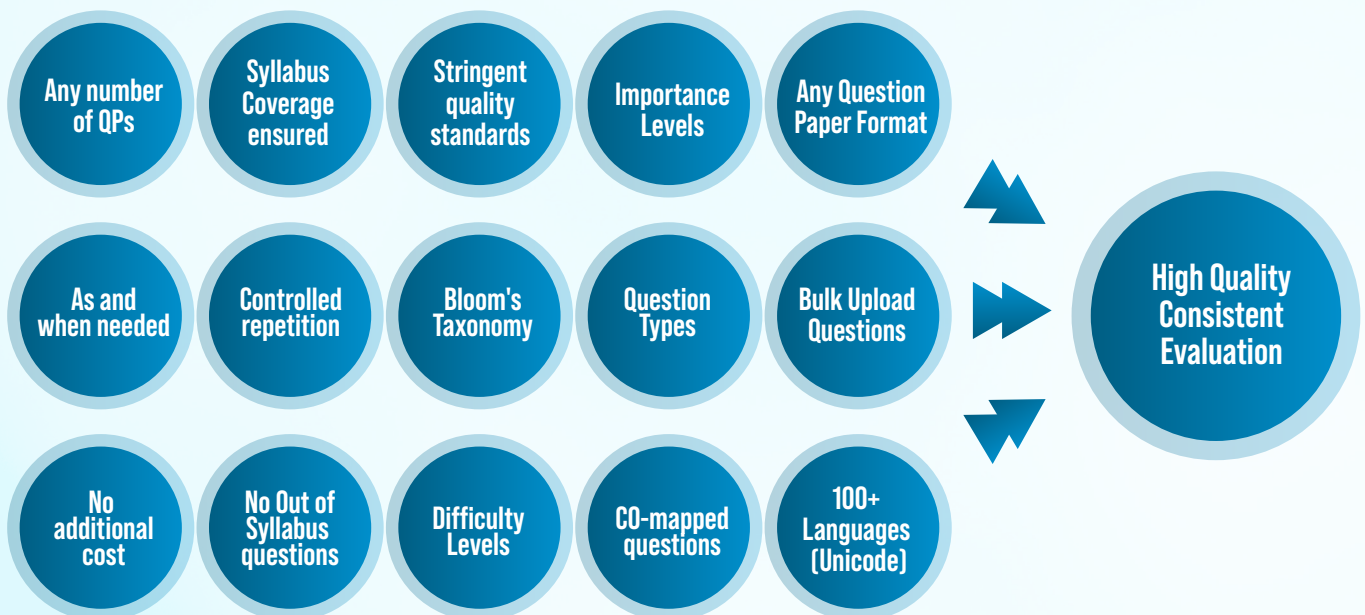 Any number
of QPs
Syllabus
Coverage
ensured
Stringent
quality
standards
Importance
Levels
Any Question
Paper Format
As and
when needed
Controlled
repetition
Bloom's
Taxonomy
Question
Types
Bulk Upload
Questions
High Quality
Consistent
Evaluation
No
additional
cost
No Out of
Syllabus
questions
Difficulty
Levels
CO-mapped
questions
100+
Languages
(Unicode)